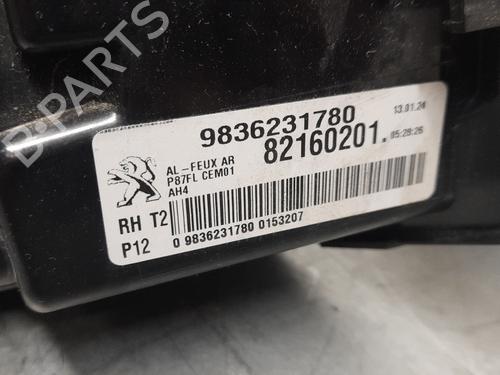 9836231780
13.01.24
82160201.
05:28:26
AL-FEUX AR
P87FL CEM01
AH4
RH T2
P12
0 9836231780 0153207
B-PARTS